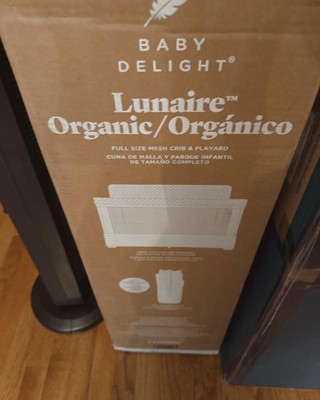 BABY
DELIGHT®
Lunaire™
Organic/Orgánico
FULL SIZE MESH CRIB & PLAYARD
CUNA DE MALLA Y PARQUE INFANTIL
DE TAMAÑO COMPLETO